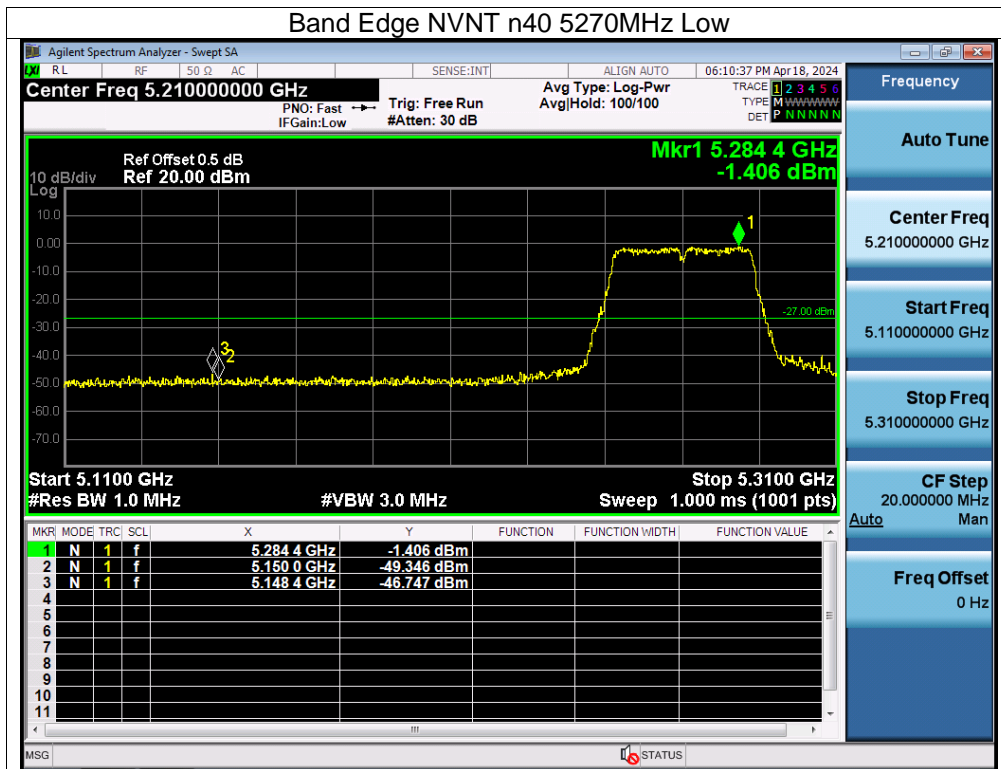 Band Edge NVNT n40 5270MHz Low
Agilent Spectrum Analyzer - Swept SA
LXI RL RF 50 Ω AC SENSE:INT ALIGN AUTO 06:10:37 PM Apr 18, 2024
Center Freq 5.210000000 GHz
PNO: Fast
IFGain:Low
Trig: Free Run
#Atten: 30 dB
Avg Type: Log-Pwr
Avg|Hold: 100/100
TRACE 1 2 3 4 5 6
TYPE M WWWWW
DET P N N N N N
Frequency
Auto Tune
Center Freq
5.210000000 GHz
Start Freq
5.110000000 GHz
Stop Freq
5.310000000 GHz
CF Step
20.000000 MHz
Auto Man
Freq Offset
0 Hz
Mkr1 5.284 4 GHz
-1.406 dBm
Ref Offset 0.5 dB
10 dB/div Ref 20.00 dBm
Log
10.0
0.00
-10.0
-20.0
-30.0
-40.0
-50.0
-60.0
-70.0
1
-27.00 dBm
3
2
Start 5.1100 GHz Stop 5.3100 GHz
#Res BW 1.0 MHz #VBW 3.0 MHz Sweep 1.000 ms (1001 pts)
MKR MODE TRC SCL X Y FUNCTION FUNCTION WIDTH FUNCTION VALUE
1 N 1 f 5.284 4 GHz -1.406 dBm
2 N 1 f 5.150 0 GHz -49.346 dBm
3 N 1 f 5.148 4 GHz -46.747 dBm
4
5
6
7
8
9
10
11
MSG STATUS